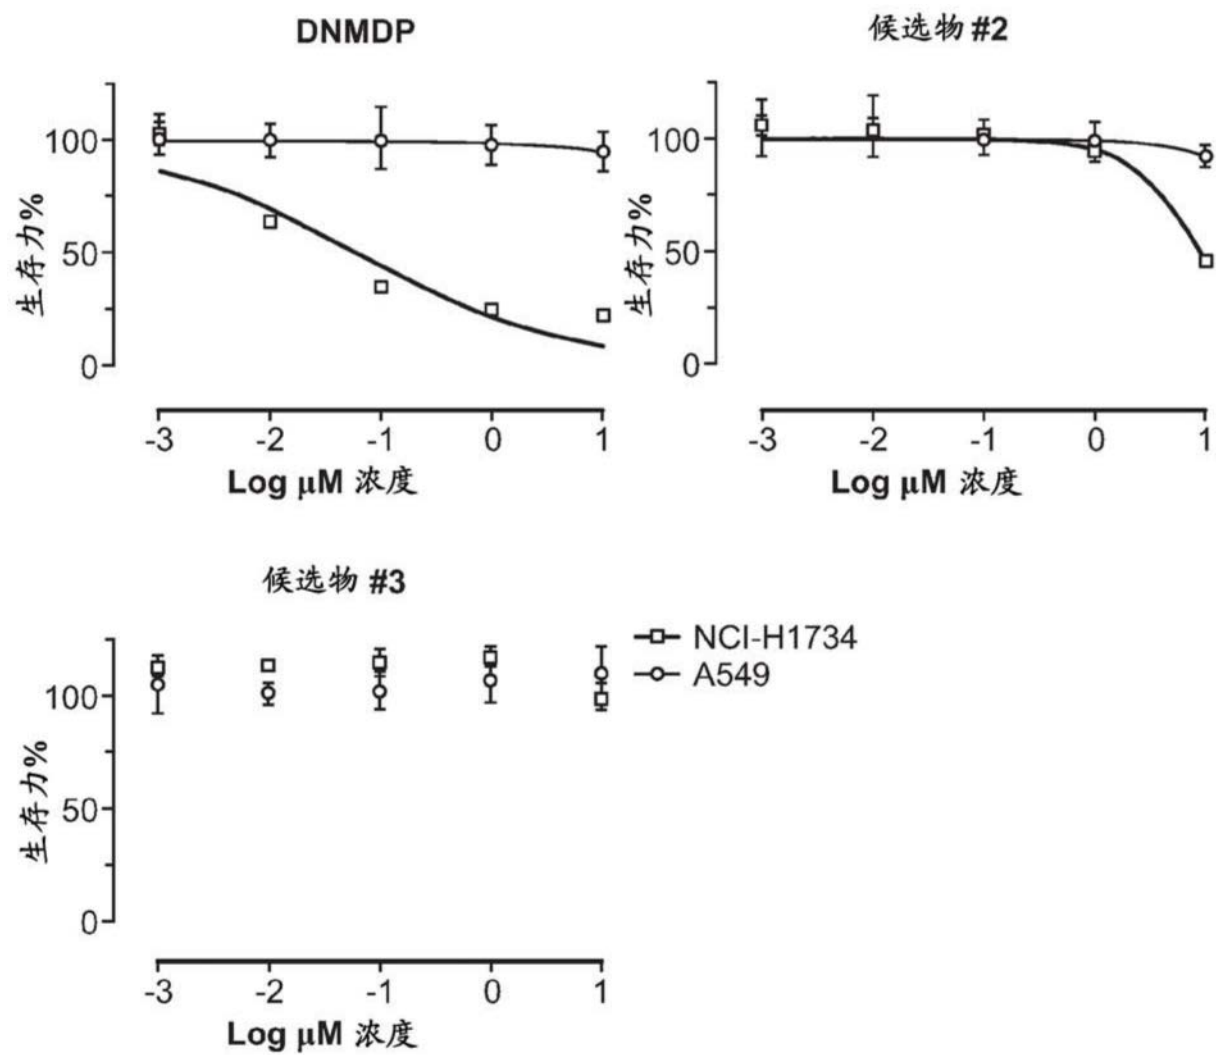 DNMDP
100
50
0
生存力%
-3 -2 -1 0 1
Log μM 浓度
候选物 #2
100
50
0
生存力%
-3 -2 -1 0 1
Log μM 浓度
候选物 #3
100
50
0
生存力%
-3 -2 -1 0 1
Log μM 浓度
NCI-H1734
A549